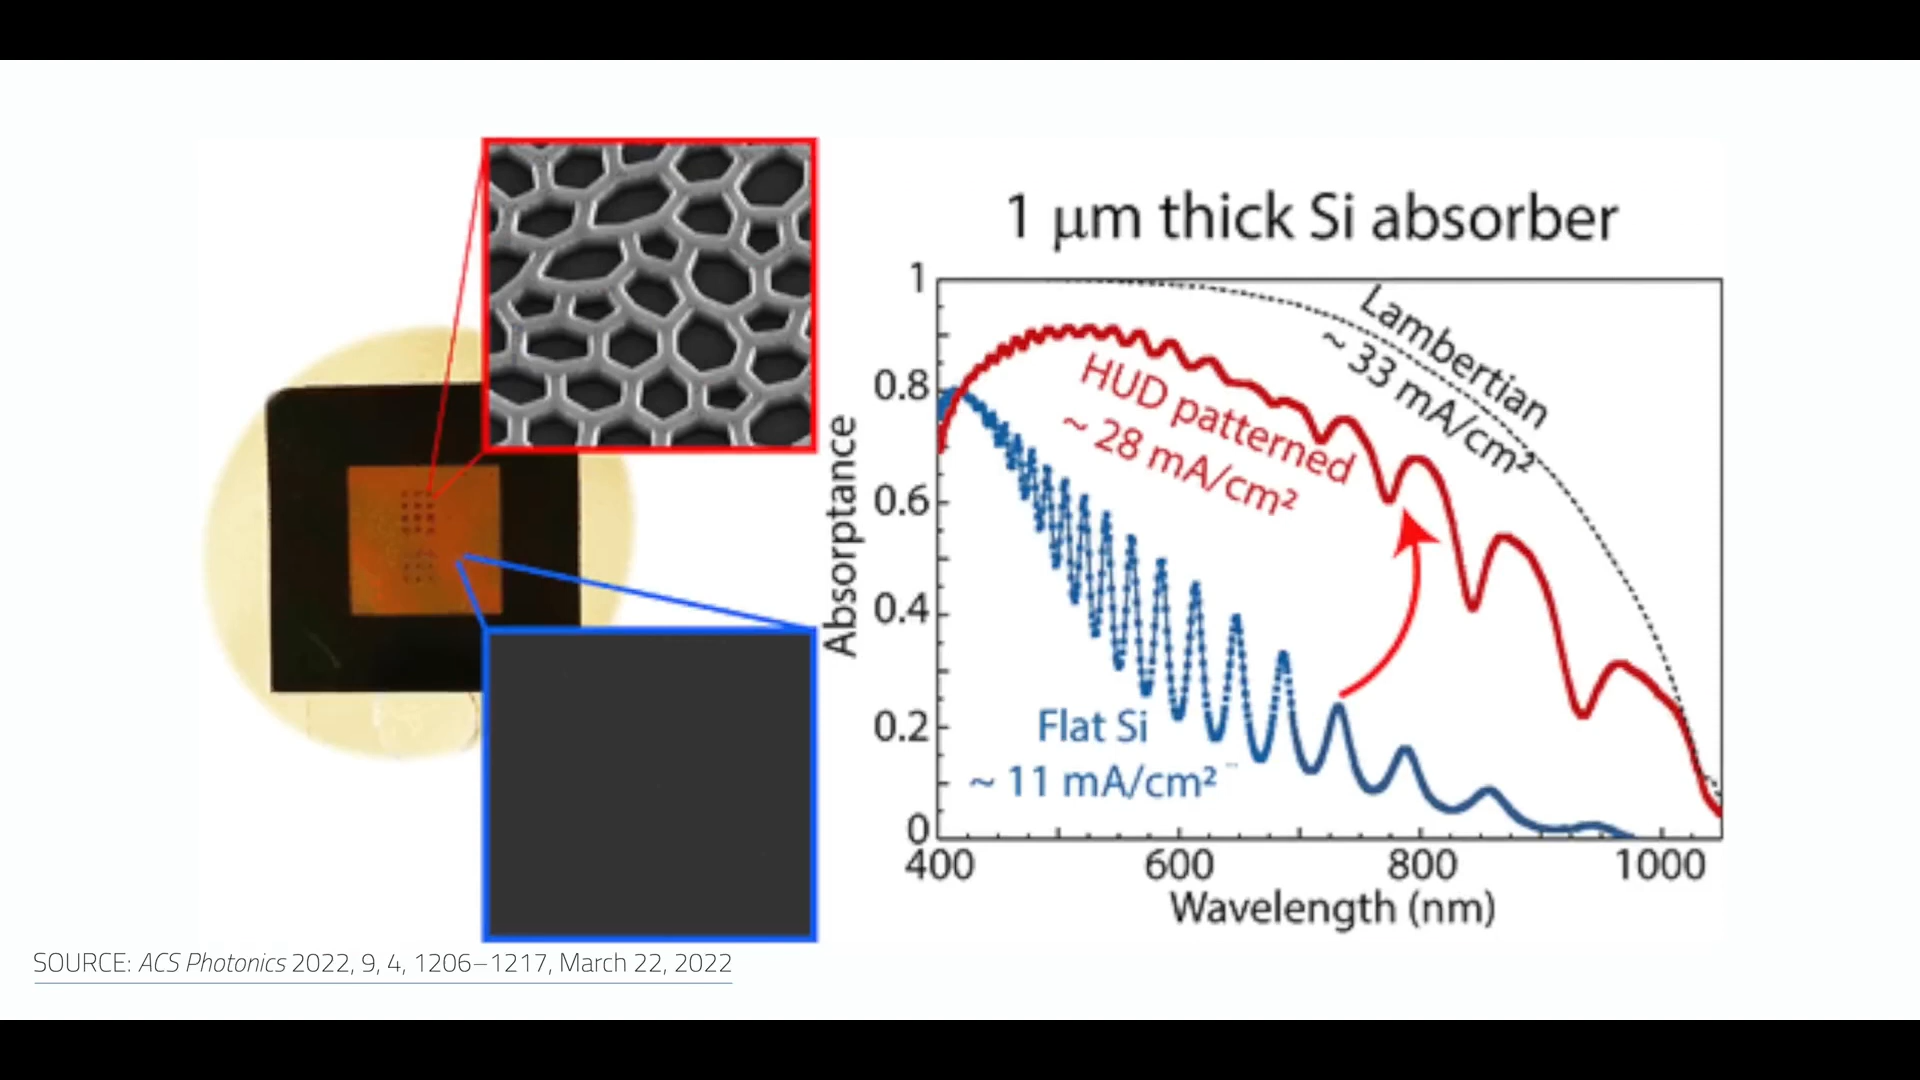 1 μm thick Si absorber
1
0.8
0.6
0.4
0.2
0
Absorptance
Lambertian
~ 33 mA/cm²
HUD patterned
~ 28 mA/cm²
Flat Si
~ 11 mA/cm²
400 600 800 1000
Wavelength (nm)
SOURCE: ACS Photonics 2022, 9, 4, 1206–1217, March 22, 2022